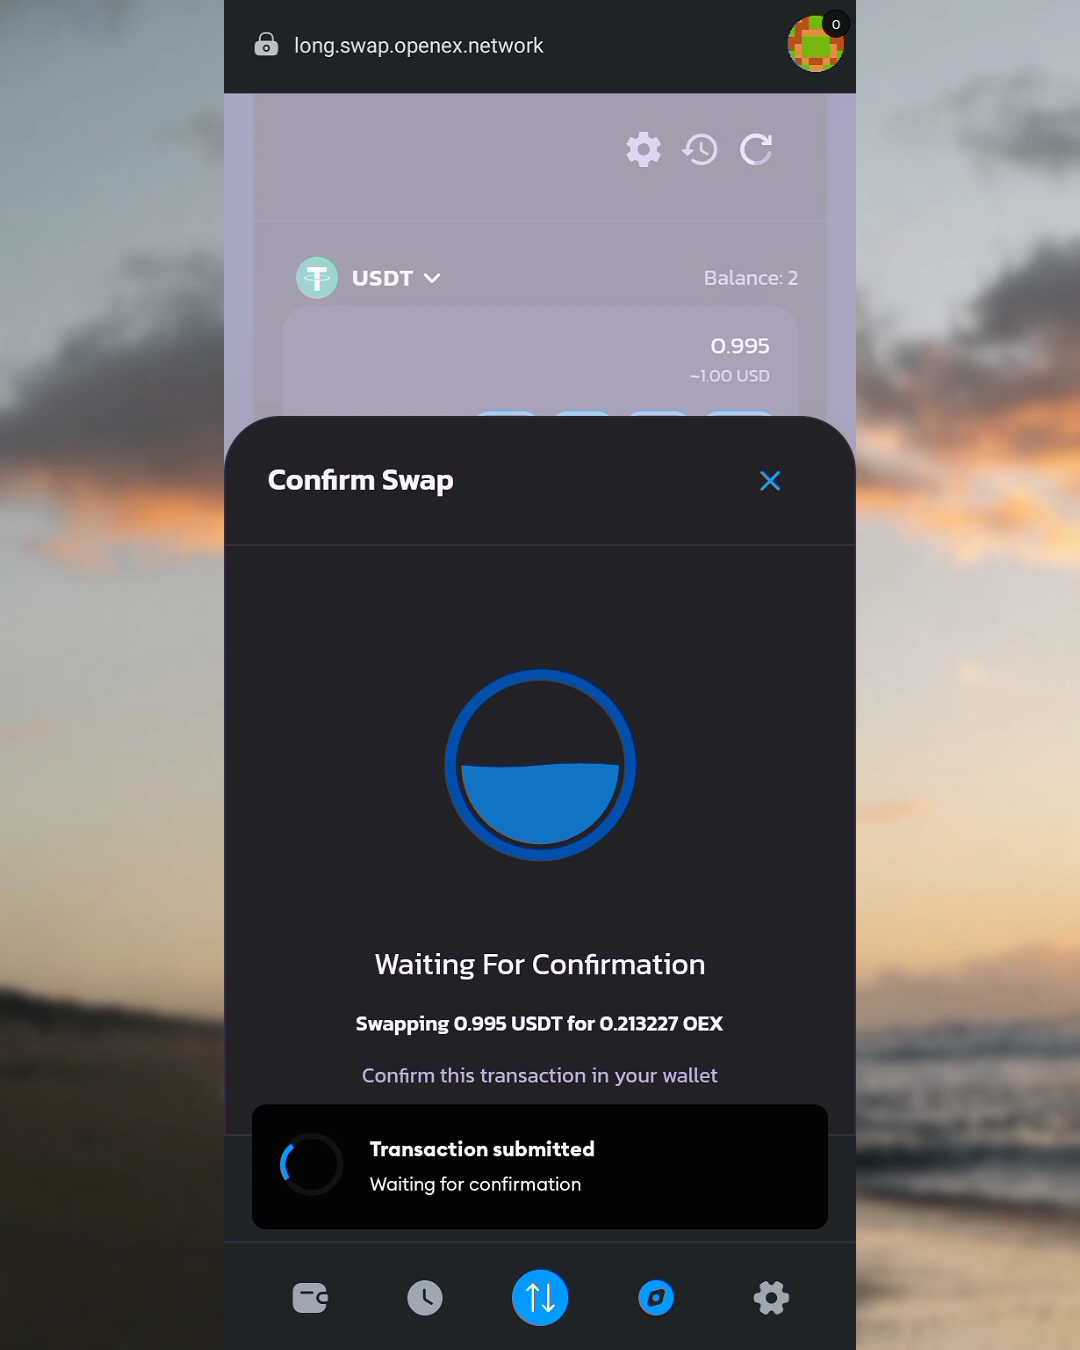 long.swap.openex.network
0
USDT
Balance: 2
0.995
~1.00 USD
Confirm Swap
Waiting For Confirmation
Swapping 0.995 USDT for 0.213227 OEX
Confirm this transaction in your wallet
Transaction submitted
Waiting for confirmation